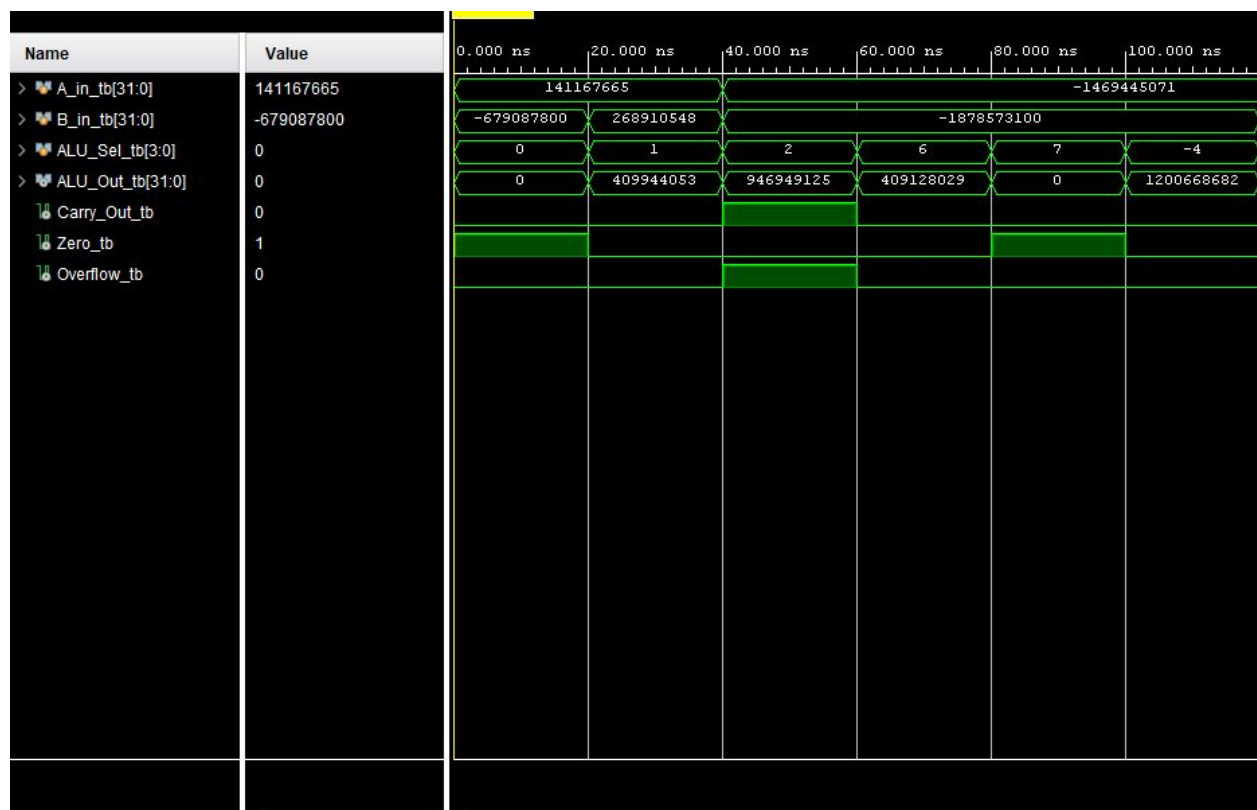 Name Value 0.000 ns 20.000 ns 40.000 ns 60.000 ns 80.000 ns 100.000 ns
A_in_tb[31:0] 141167665 141167665 -1469445071
B_in_tb[31:0] -679087800 -679087800 268910548 -1878573100
ALU_Sel_tb[3:0] 0 0 1 2 6 7 -4
ALU_Out_tb[31:0] 0 0 409944053 946949125 409128029 0 1200668682
Carry_Out_tb 0
Zero_tb 1
Overflow_tb 0